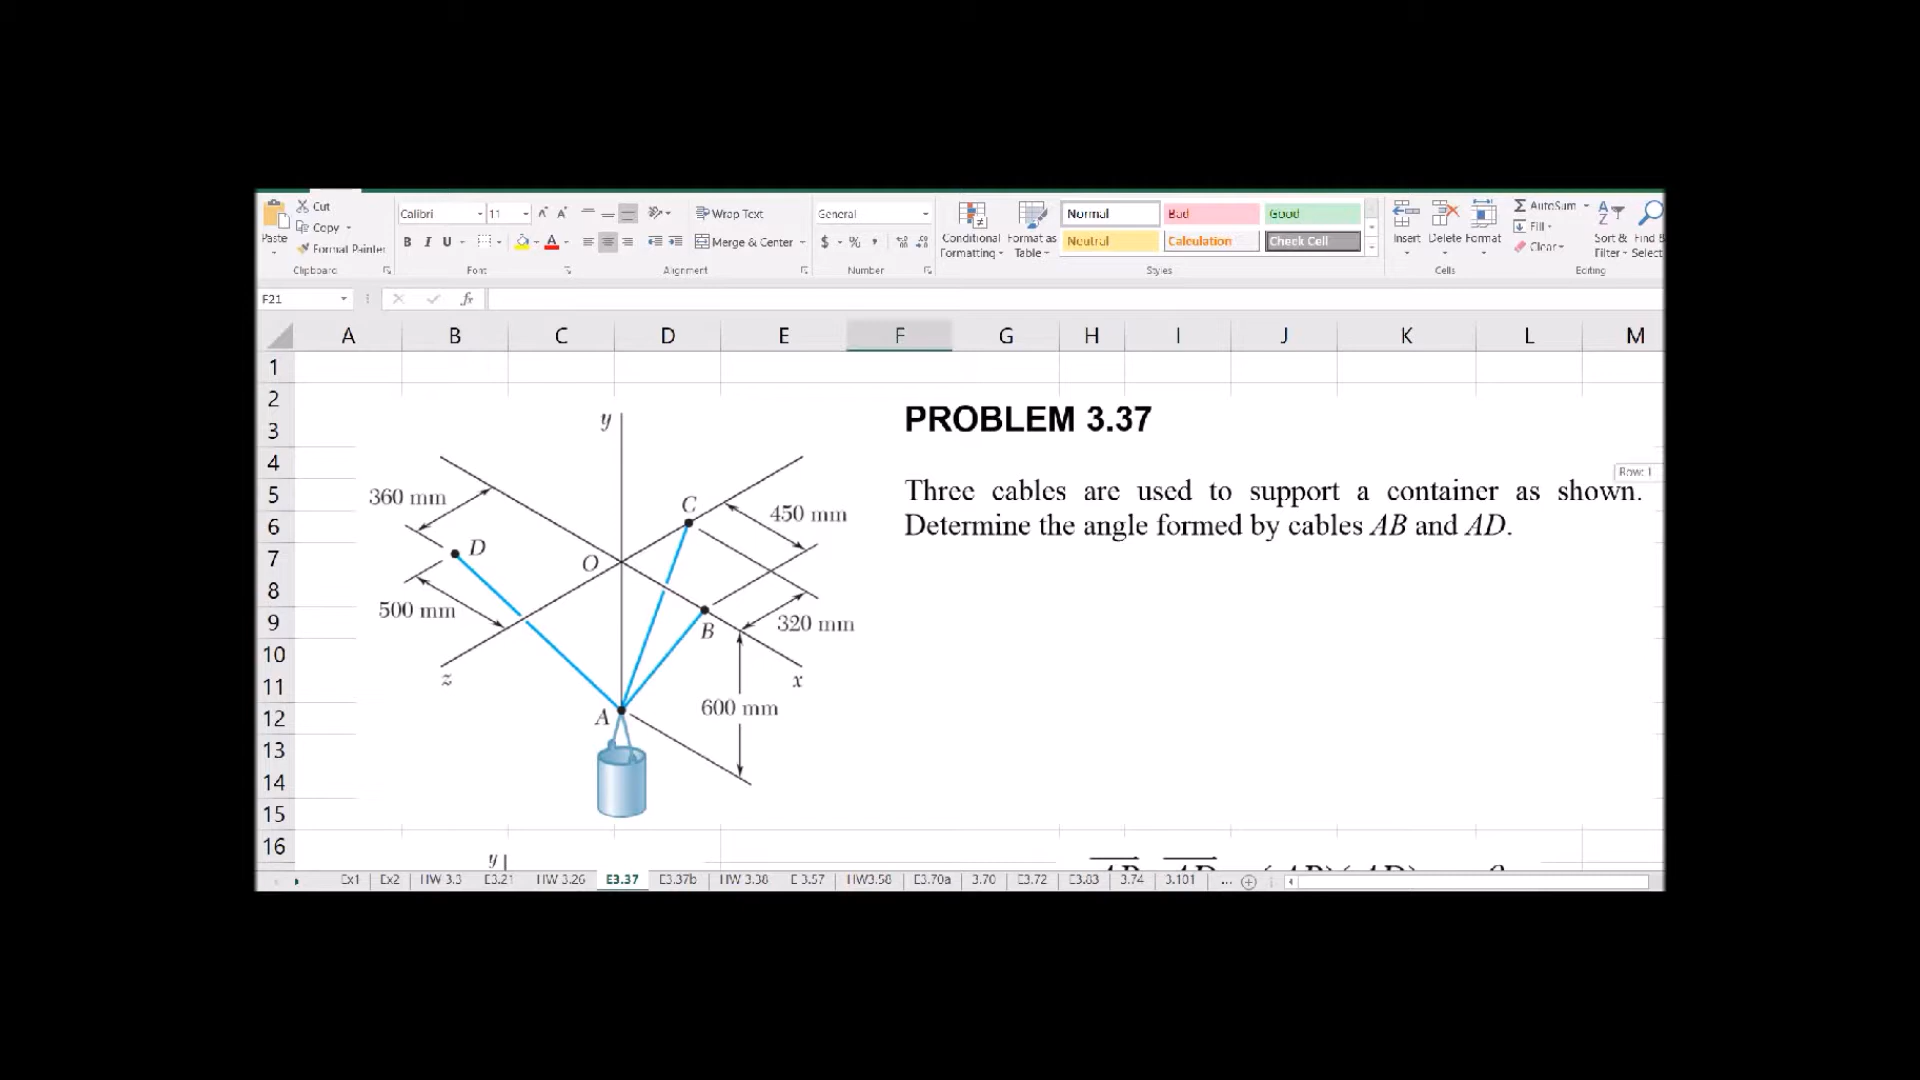 Cut
Copy
Format Painter
Paste
Clipboard
Calibri 11
B I U
Font
Wrap Text
Merge & Center
Alignment
General
$ % ,
Number
Conditional Formatting
Format as Table
Normal Bad Good
Neutral Calculation Check Cell
Styles
Insert Delete Format
Cells
AutoSum
Fill
Clear
Sort & Filter
Find &
Select
Editing
F21
fx
A B C D E F G H I J K L M
1
2
3
4
5
6
7
8
9
10
11
12
13
14
15
16
PROBLEM 3.37
Three cables are used to support a container as shown.
Determine the angle formed by cables AB and AD.
Row: 1
y
360 mm
C
450 mm
D
O
500 mm
B
320 mm
z
x
A
600 mm
y
Ex1 Ex2 HW 3.3 E3.21 HW 3.26 E3.37 E3.37b HW 3.38 E 3.57 HW3.58 E3.70a 3.70 E3.72 E3.83 3.74 3.101 ...